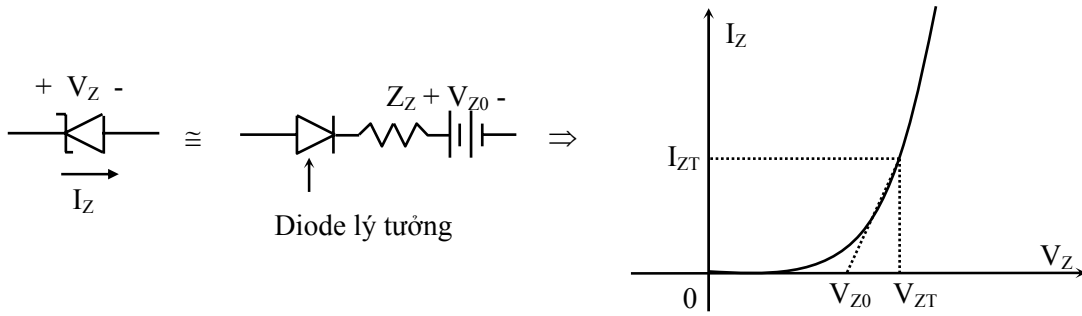 + V_Z -
I_Z
≅
Z_Z + V_Z0 -
Diode lý tưởng
⇒
I_Z
I_ZT
V_Z
0
V_Z0
V_ZT